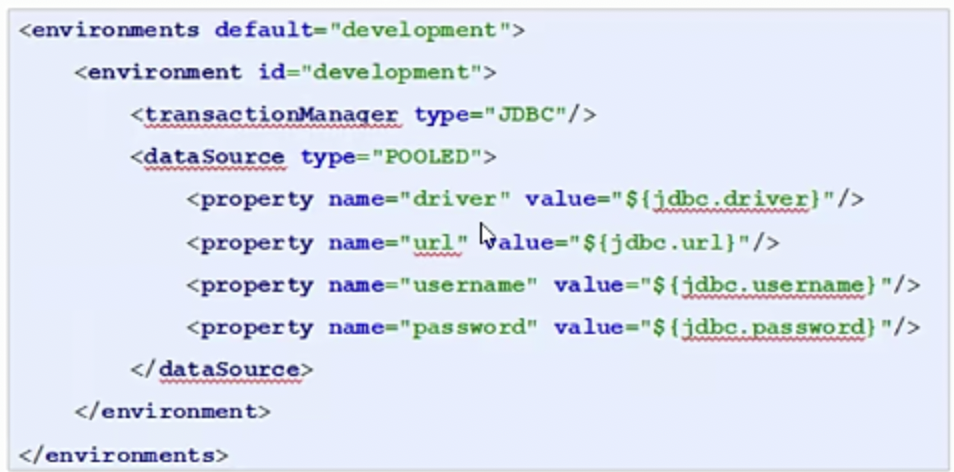 <environments default="development">
<environment id="development">
<transactionManager type="JDBC"/>
<dataSource type="POOLED">
<property name="driver" value="${jdbc.driver}"/>
<property name="url" value="${jdbc.url}"/>
<property name="username" value="${jdbc.username}"/>
<property name="password" value="${jdbc.password}"/>
</dataSource>
</environment>
</environments>